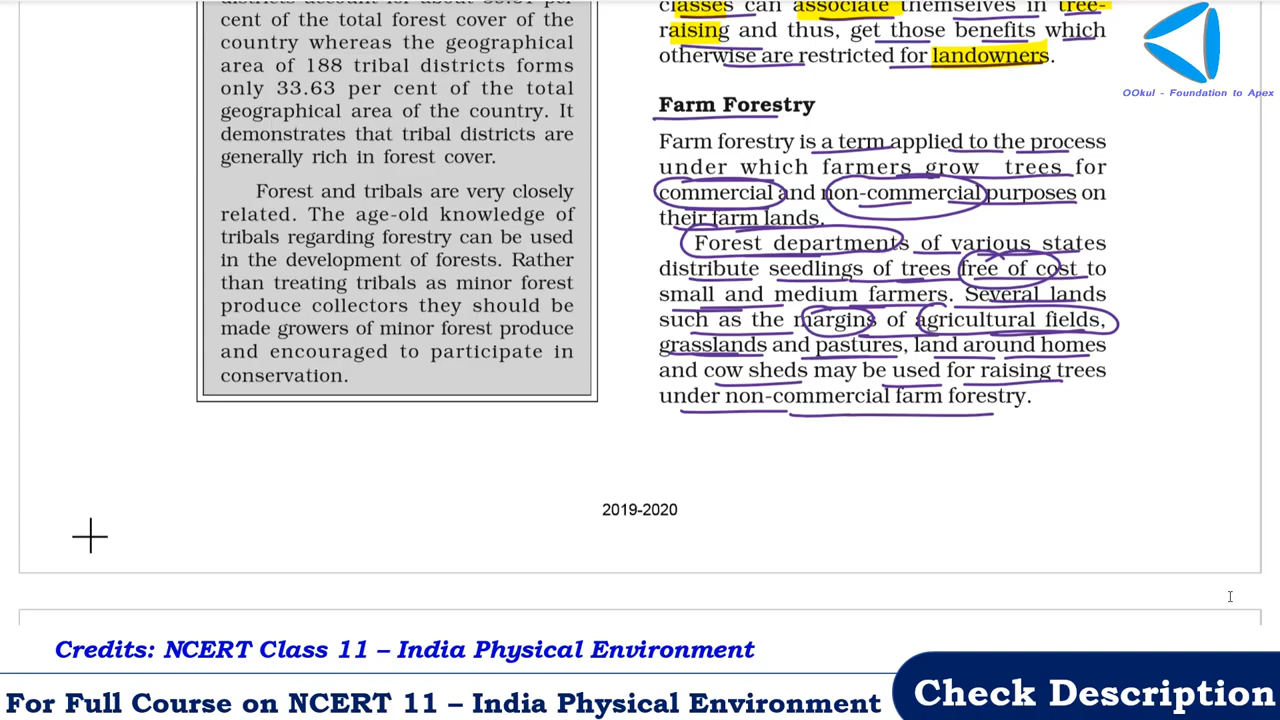 cent of the total forest cover of the
country whereas the geographical
area of 188 tribal districts forms
only 33.63 per cent of the total
geographical area of the country. It
demonstrates that tribal districts are
generally rich in forest cover.
Forest and tribals are very closely
related. The age-old knowledge of
tribals regarding forestry can be used
in the development of forests. Rather
than treating tribals as minor forest
produce collectors they should be
made growers of minor forest produce
and encouraged to participate in
conservation.
classes can associate themselves in tree-
raising and thus, get those benefits which
otherwise are restricted for landowners.
Farm Forestry
Farm forestry is a term applied to the process
under which farmers grow trees for
commercial and non-commercial purposes on
their farm lands.
Forest departments of various states
distribute seedlings of trees free of cost to
small and medium farmers. Several lands
such as the margins of agricultural fields,
grasslands and pastures, land around homes
and cow sheds may be used for raising trees
under non-commercial farm forestry.
OOkul - Foundation to Apex
2019-2020
Credits: NCERT Class 11 – India Physical Environment
For Full Course on NCERT 11 – India Physical Environment
Check Description